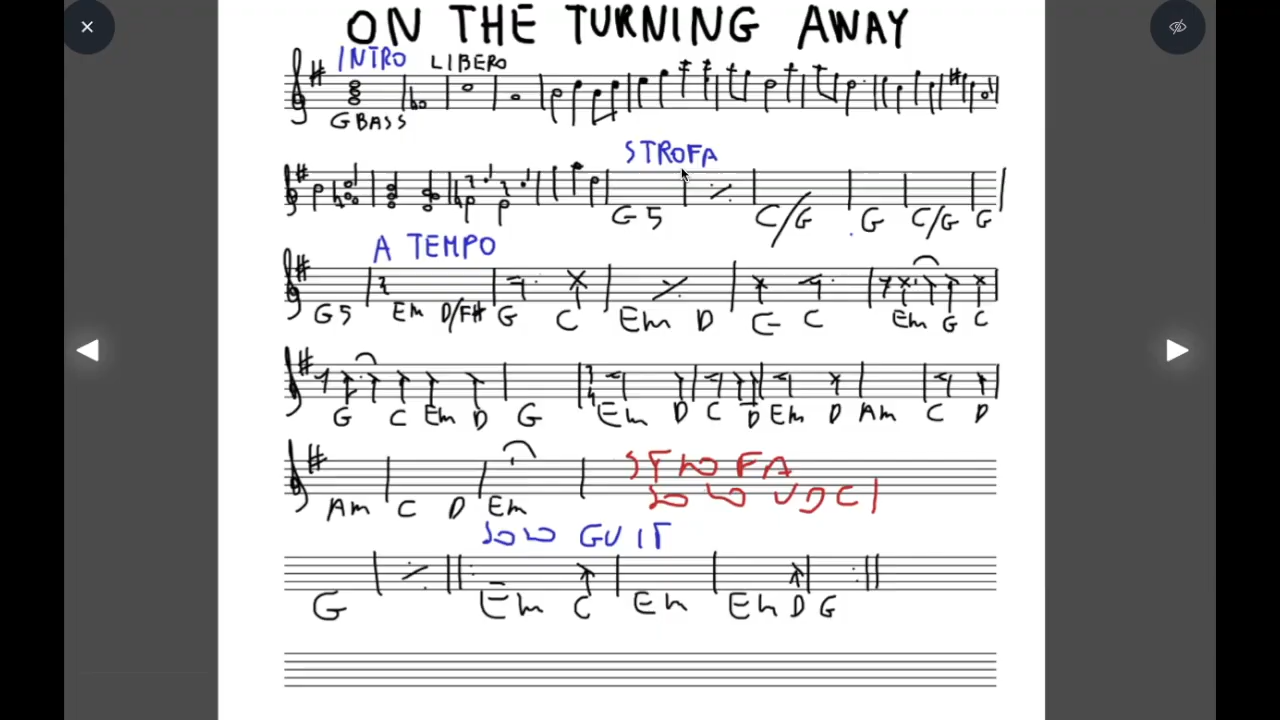 ON THE TURNING AWAY
INTRO LIBERO
G BASS
STROFA
G5 C/G G C/G G
A TEMPO
G5 Em D/F# G C Em D G C Em G C
G C Em D G Em D C D Em D Am C D
Am C D Em
STROFA
SOLO VOCI
SOLO GUIT
G Em C Em Em D G